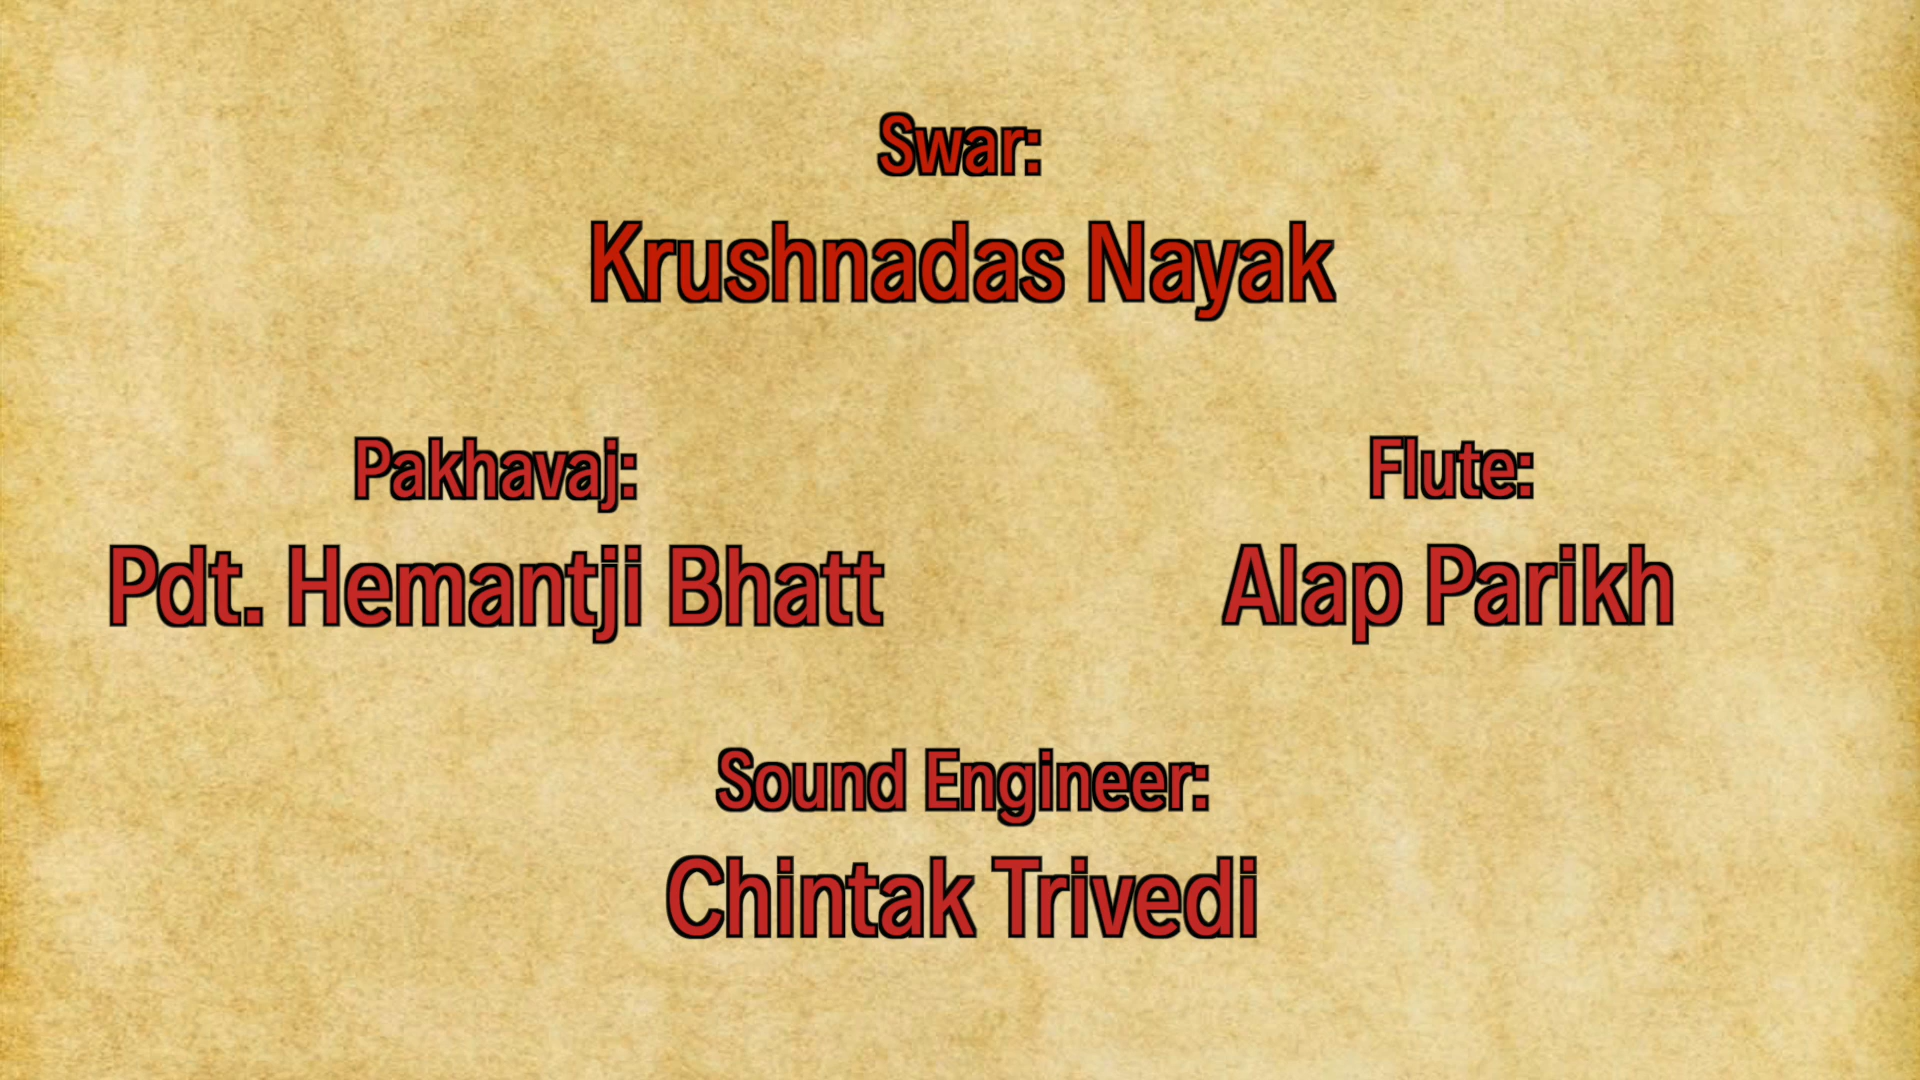 Swar:
Krushnadas Nayak
Pakhavaj:
Pdt. Hemantji Bhatt
Flute:
Alap Parikh
Sound Engineer:
Chintak Trivedi